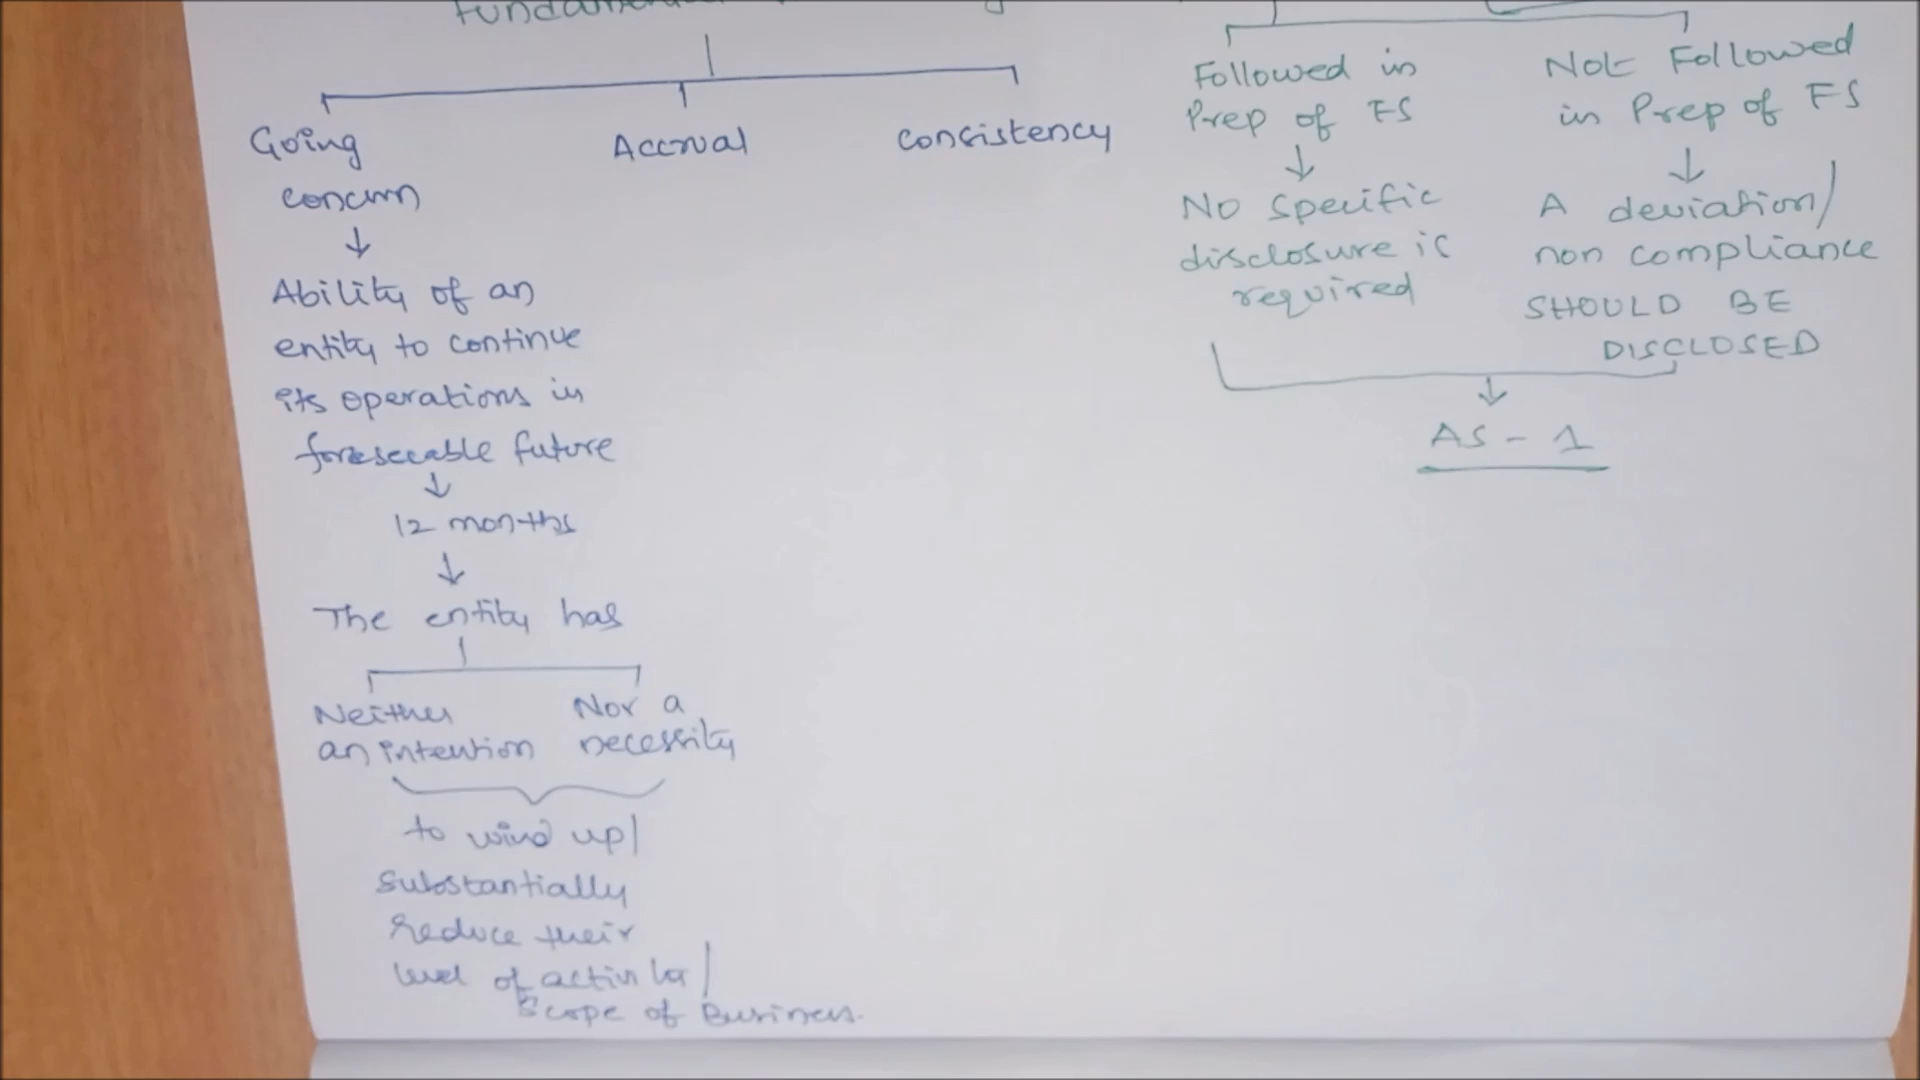 Going
concern
↓
Ability of an
entity to continue
its operations in
foreseeable future
↓
12 months
↓
The entity has
Neither
an intention
Nor a
necessity
to wind up/
substantially
reduce their
level of activities/
Scope of Business.
Accrual
consistency
Followed in
Prep of FS
↓
No specific
disclosure is
required
Not Followed
in Prep of FS
↓
A deviation/
non compliance
SHOULD BE
DISCLOSED
↓
AS - 1